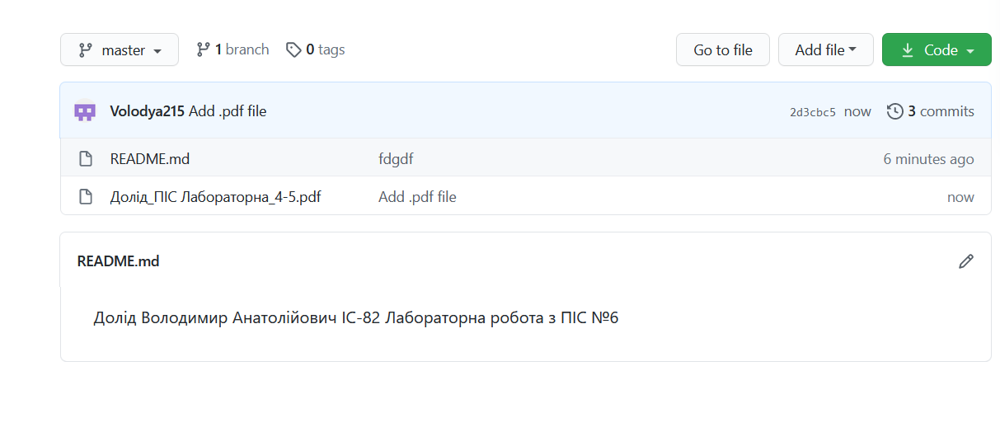 master 1 branch 0 tags Go to file Add file Code
Volodya215 Add .pdf file 2d3cbc5 now 3 commits
README.md fdgdf 6 minutes ago
Долід_ПІС Лабораторна_4-5.pdf Add .pdf file now
README.md
Долід Володимир Анатолійович ІС-82 Лабораторна робота з ПІС №6